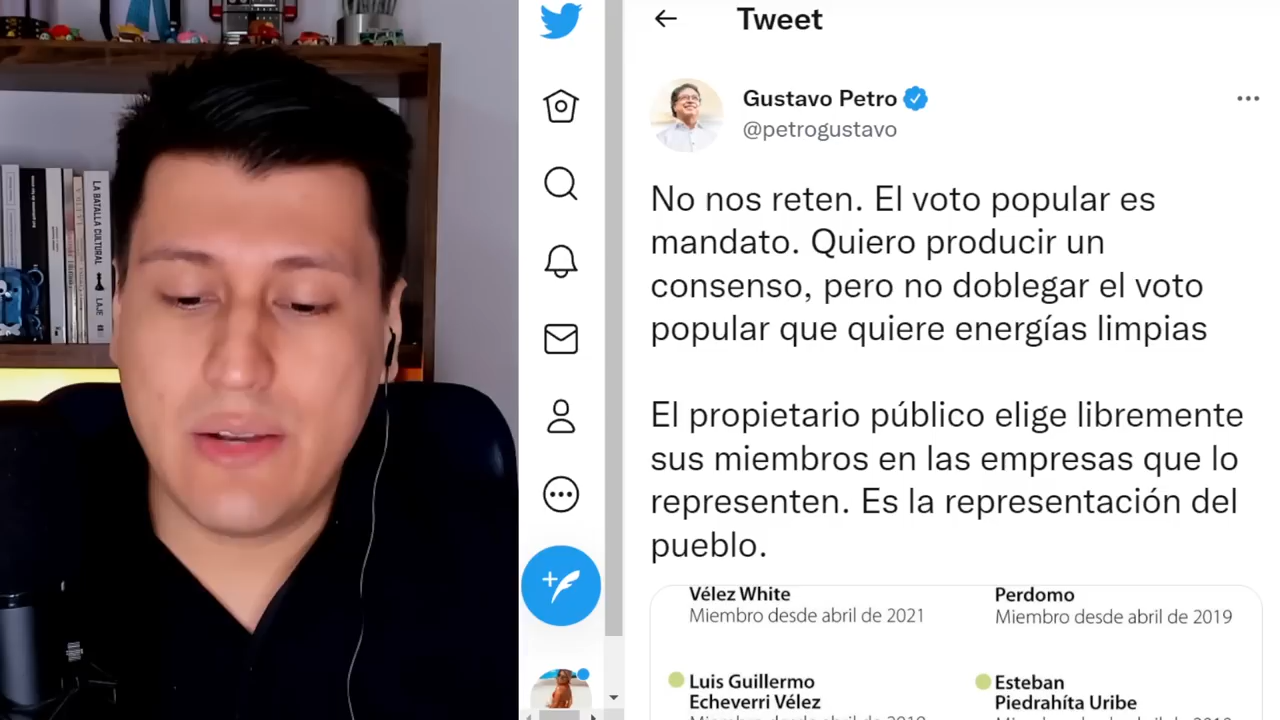 LA BATALLA CULTURAL
LAJE
Tweet
Gustavo Petro
@petrogustavo
No nos reten. El voto popular es
mandato. Quiero producir un
consenso, pero no doblegar el voto
popular que quiere energías limpias
El propietario público elige libremente
sus miembros en las empresas que lo
representen. Es la representación del
pueblo.
Vélez White
Miembro desde abril de 2021
Perdomo
Miembro desde abril de 2019
Luis Guillermo
Echeverri Vélez
Esteban
Piedrahíta Uribe